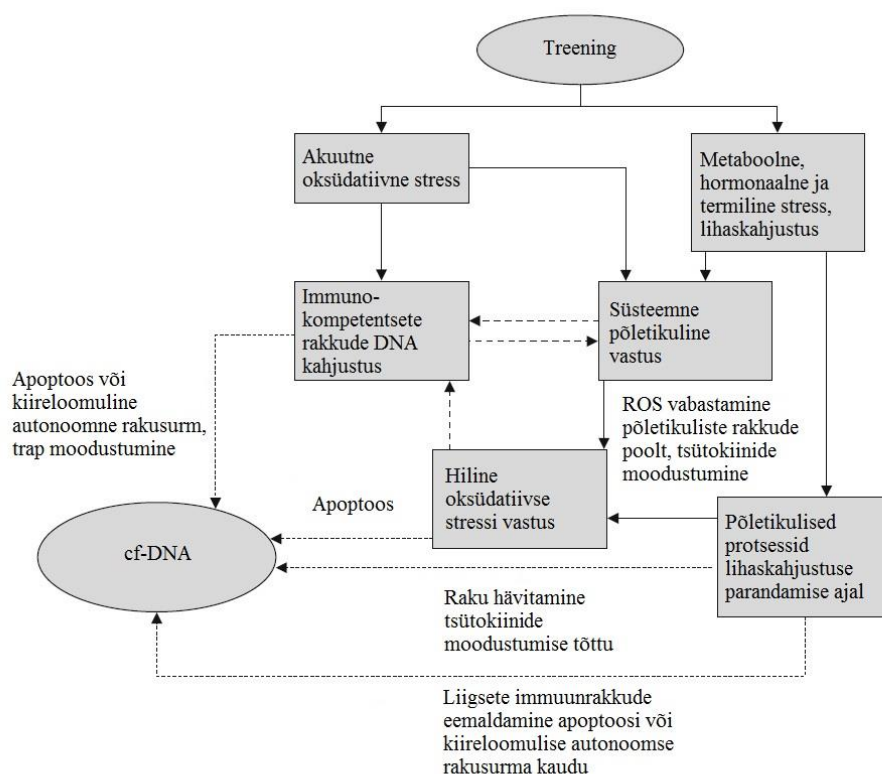 Treening
Akuutne
oksüdatiivne stress
Metaboolne,
hormonaalne ja
termiline stress,
lihaskahjustus
Immuno-
kompetentsete
rakkude DNA
kahjustus
Süsteemne
põletikuline
vastus
Apoptoos või
kiireloomuline
autonoomne rakusurm,
trap moodustumine
ROS vabastamine
põletikuliste rakkude
poolt, tsütokiinide
moodustumine
Hiline
oksüdatiivse
stressi vastus
Apoptoos
Põletikulised
protsessid
lihaskahjustuse
parandamise ajal
cf-DNA
Raku hävitamine
tsütokiinide
moodustumise tõttu
Liigsete immuunrakkude
eemaldamine apoptoosi või
kiireloomulise autonoomse
rakusurma kaudu